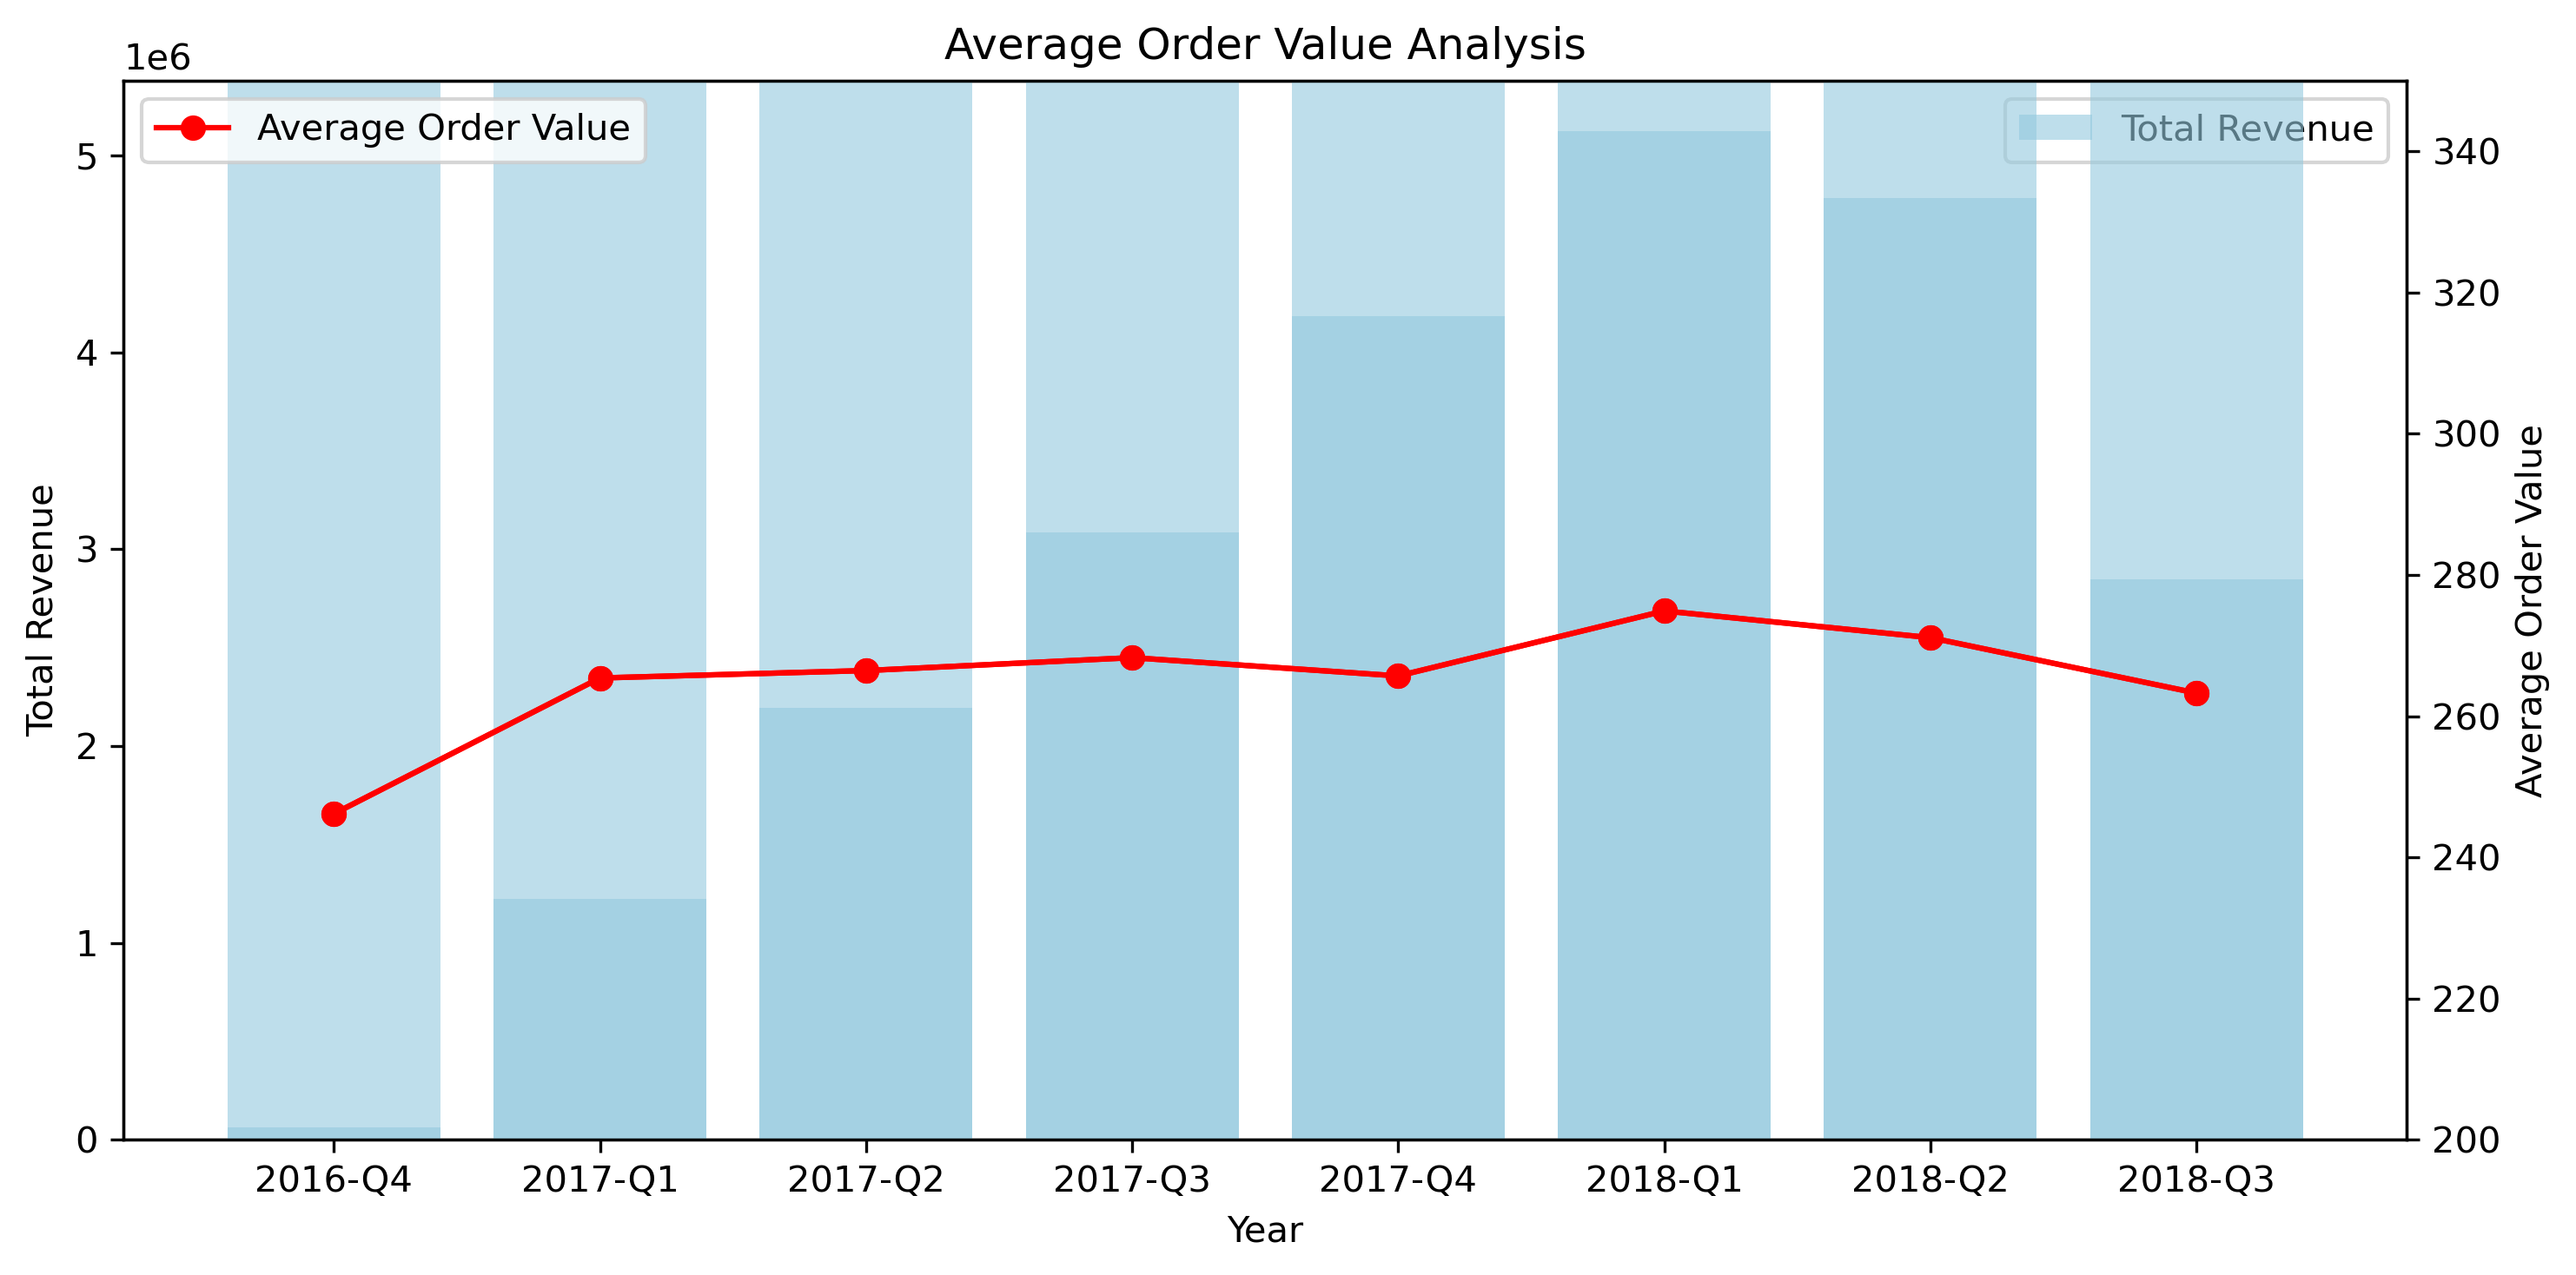 Average Order Value Analysis
1e6
Average Order Value
Total Revenue
5
4
3
2
1
0
Total Revenue
340
320
300
280
260
240
220
200
Average Order Value
2016-Q4 2017-Q1 2017-Q2 2017-Q3 2017-Q4 2018-Q1 2018-Q2 2018-Q3
Year